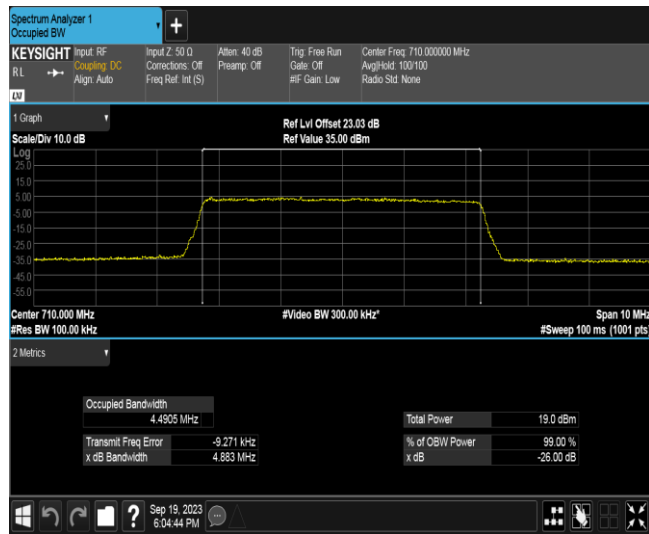 Spectrum Analyzer 1
Occupied BW
+
KEYSIGHT Input: RF Input Z: 50 Ω Atten: 40 dB Trig: Free Run Center Freq: 710.000000 MHz
RL Coupling: DC Corrections: Off Preamp: Off Gate: Off Avg|Hold: 100/100
Align: Auto Freq Ref: Int (S) #IF Gain: Low Radio Std: None
LXI
1 Graph
Ref Lvl Offset 23.03 dB
Scale/Div 10.0 dB Ref Value 35.00 dBm
Log
25.0
15.0
5.00
-5.00
-15.0
-25.0
-35.0
-45.0
-55.0
Center 710.000 MHz #Video BW 300.00 kHz* Span 10 MHz
#Res BW 100.00 kHz #Sweep 100 ms (1001 pts)
2 Metrics
Occupied Bandwidth
4.4905 MHz Total Power 19.0 dBm
Transmit Freq Error -9.271 kHz % of OBW Power 99.00 %
x dB Bandwidth 4.883 MHz x dB -26.00 dB
? Sep 19, 2023
6:04:44 PM